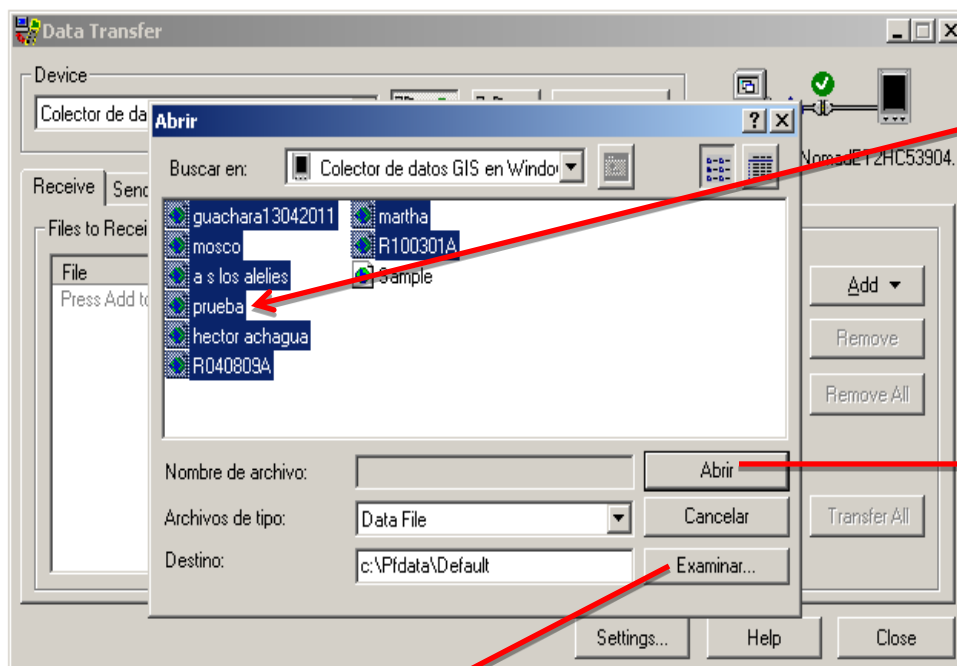 Data Transfer
Device
Colector de da
NomadET2HC53904.
Receive Send
Files to Recei
File
Press Add to
Add
Remove
Remove All
Transfer All
Abrir
Buscar en: Colector de datos GIS en Windo
guachara13042011 martha
mosco R100301A
a s los alelies Sample
prueba
hector achagua
R040809A
Nombre de archivo: Abrir
Archivos de tipo: Data File Cancelar
Destino: c:\Pfdata\Default Examinar...
Settings... Help Close